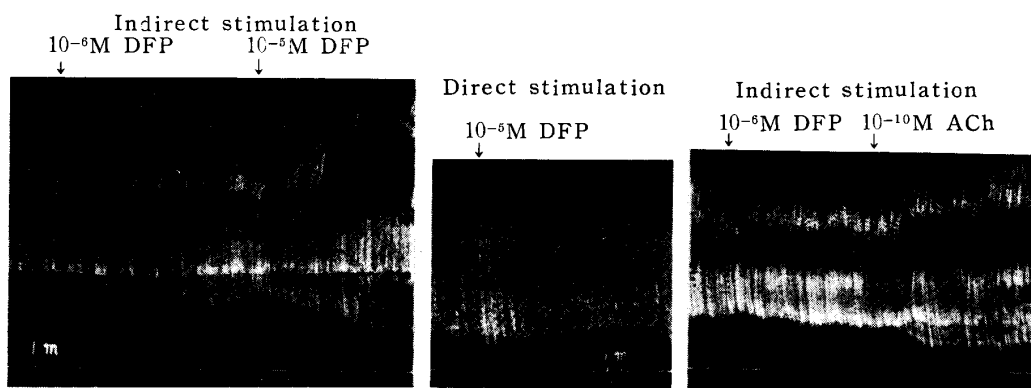 Indirect stimulation
10⁻⁶M DFP 10⁻⁵M DFP
Direct stimulation
10⁻⁵M DFP
Indirect stimulation
10⁻⁶M DFP 10⁻¹⁰M ACh
1 m
m